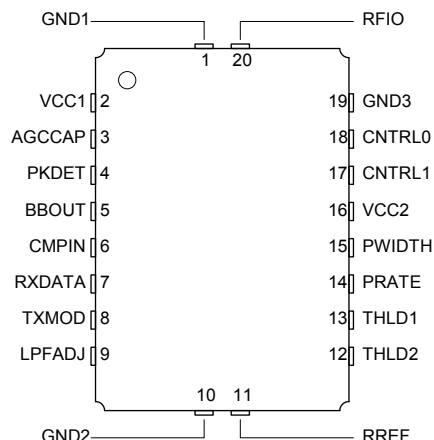 GND1 RFIO
1 20
VCC1 2 19 GND3
AGCCAP 3 18 CNTRL0
PKDET 4 17 CNTRL1
BBOUT 5 16 VCC2
CMPIN 6 15 PWIDTH
RXDATA 7 14 PRATE
TXMOD 8 13 THLD1
LPFADJ 9 12 THLD2
10 11
GND2 RREF